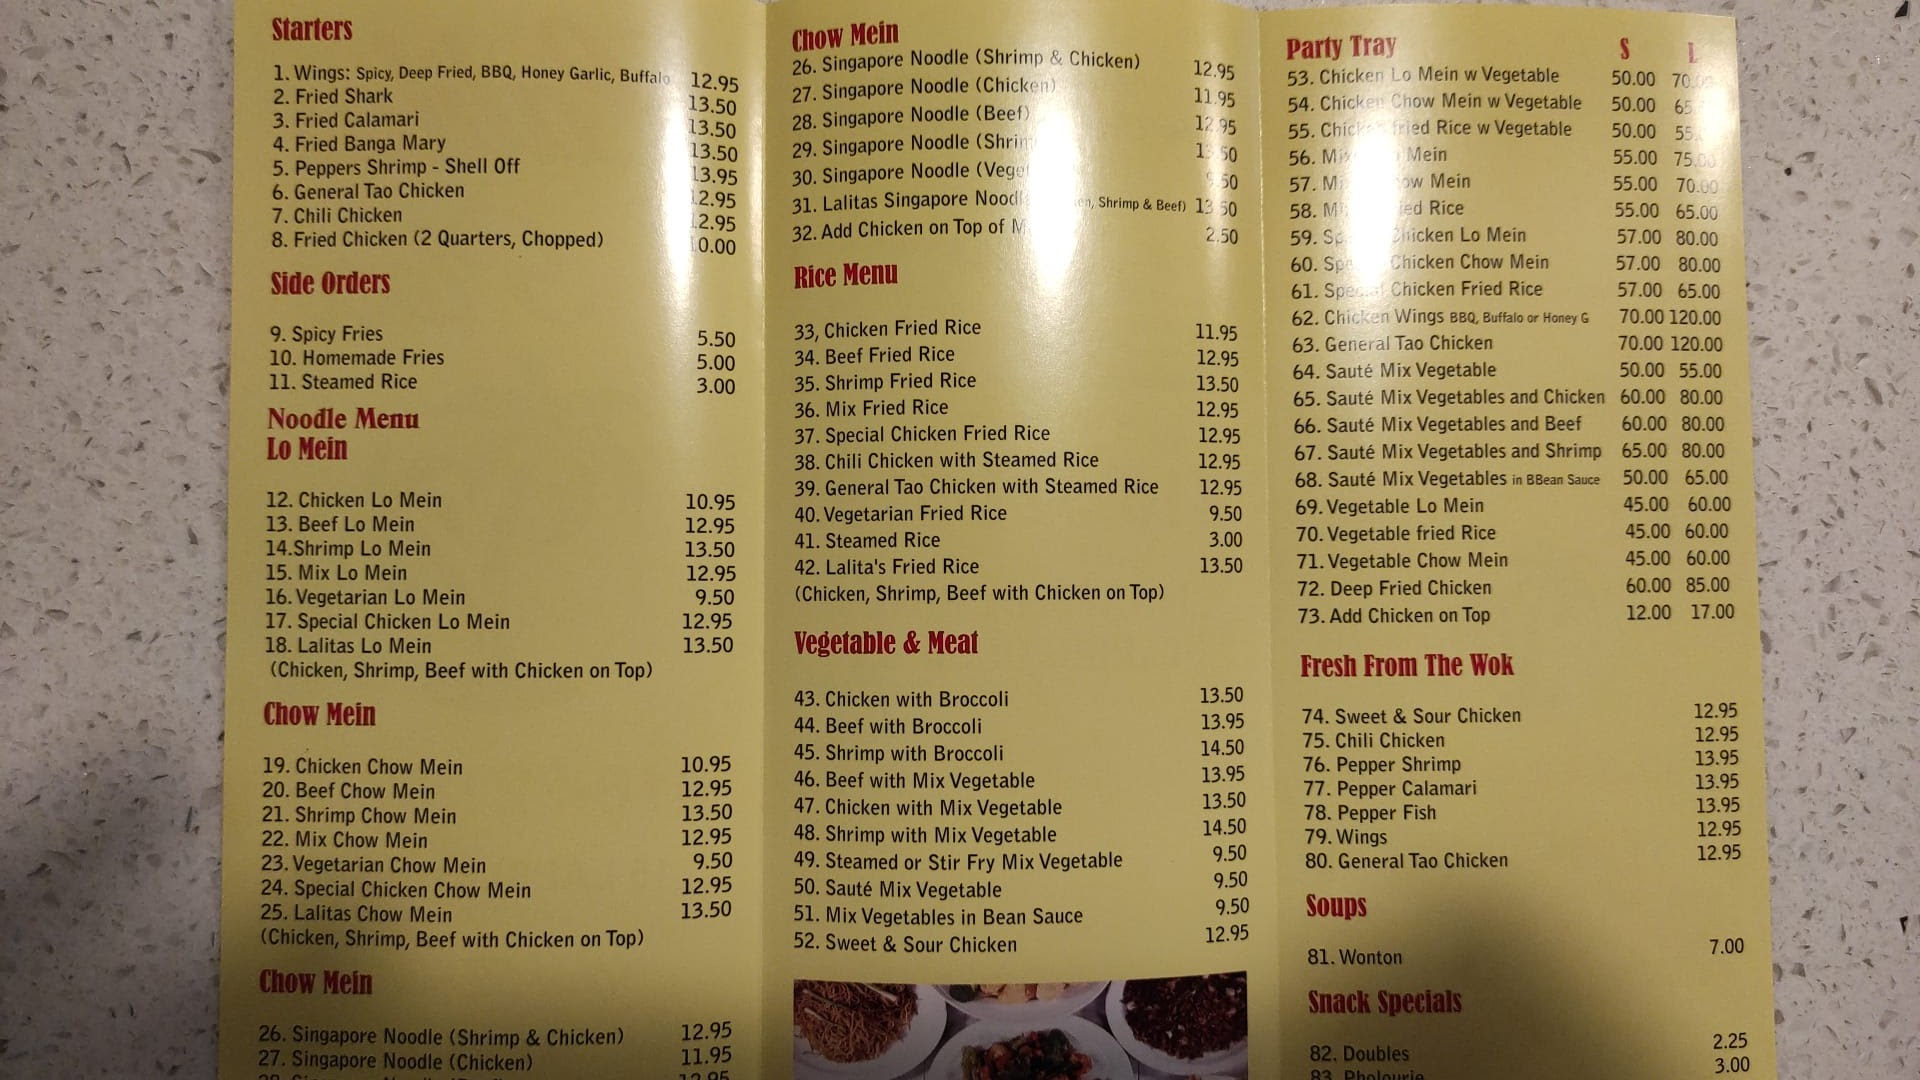 Starters
1. Wings: Spicy, Deep Fried, BBQ, Honey Garlic, Buffalo 12.95
2. Fried Shark 13.50
3. Fried Calamari 13.50
4. Fried Banga Mary 13.50
5. Peppers Shrimp - Shell Off 13.95
6. General Tao Chicken 12.95
7. Chili Chicken 12.95
8. Fried Chicken (2 Quarters, Chopped) 10.00
Side Orders
9. Spicy Fries 5.50
10. Homemade Fries 5.00
11. Steamed Rice 3.00
Noodle Menu
Lo Mein
12. Chicken Lo Mein 10.95
13. Beef Lo Mein 12.95
14.Shrimp Lo Mein 13.50
15. Mix Lo Mein 12.95
16. Vegetarian Lo Mein 9.50
17. Special Chicken Lo Mein 12.95
18. Lalitas Lo Mein 13.50
(Chicken, Shrimp, Beef with Chicken on Top)
Chow Mein
19. Chicken Chow Mein 10.95
20. Beef Chow Mein 12.95
21. Shrimp Chow Mein 13.50
22. Mix Chow Mein 12.95
23. Vegetarian Chow Mein 9.50
24. Special Chicken Chow Mein 12.95
25. Lalitas Chow Mein 13.50
(Chicken, Shrimp, Beef with Chicken on Top)
Chow Mein
26. Singapore Noodle (Shrimp & Chicken) 12.95
27. Singapore Noodle (Chicken) 11.95
Chow Mein
26. Singapore Noodle (Shrimp & Chicken) 12.95
27. Singapore Noodle (Chicken) 11.95
28. Singapore Noodle (Beef) 12.95
29. Singapore Noodle 13.50
30. Singapore Noodle
31. Lalitas Singapore Shrimp & Beef) 13.50
32. Add Chicken on Top of 2.50
Rice Menu
33, Chicken Fried Rice 11.95
34. Beef Fried Rice 12.95
35. Shrimp Fried Rice 13.50
36. Mix Fried Rice 12.95
37. Special Chicken Fried Rice 12.95
38. Chili Chicken with Steamed Rice 12.95
39. General Tao Chicken with Steamed Rice 12.95
40. Vegetarian Fried Rice 9.50
41. Steamed Rice 3.00
42. Lalita's Fried Rice 13.50
(Chicken, Shrimp, Beef with Chicken on Top)
Vegetable & Meat
43. Chicken with Broccoli 13.50
44. Beef with Broccoli 13.95
45. Shrimp with Broccoli 14.50
46. Beef with Mix Vegetable 13.95
47. Chicken with Mix Vegetable 13.50
48. Shrimp with Mix Vegetable 14.50
49. Steamed or Stir Fry Mix Vegetable 9.50
50. Sauté Mix Vegetable 9.50
51. Mix Vegetables in Bean Sauce 9.50
52. Sweet & Sour Chicken 12.95
Party Tray S L
53. Chicken Lo Mein w Vegetable 50.00 70.00
54. Chicken Chow Mein w Vegetable 50.00
55. Chicken fried Rice w Vegetable 50.00
56. Mein 55.00 75.00
57. Mein 55.00 70.00
58. Rice 55.00 65.00
59. Chicken Lo Mein 57.00 80.00
60. Chicken Chow Mein 57.00 80.00
61. Special Chicken Fried Rice 57.00 65.00
62. Chicken Wings BBQ, Buffalo or Honey G 70.00 120.00
63. General Tao Chicken 70.00 120.00
64. Sauté Mix Vegetable 50.00 55.00
65. Sauté Mix Vegetables and Chicken 60.00 80.00
66. Sauté Mix Vegetables and Beef 60.00 80.00
67. Sauté Mix Vegetables and Shrimp 65.00 80.00
68. Sauté Mix Vegetables in BBean Sauce 50.00 65.00
69. Vegetable Lo Mein 45.00 60.00
70. Vegetable fried Rice 45.00 60.00
71. Vegetable Chow Mein 45.00 60.00
72. Deep Fried Chicken 60.00 85.00
73. Add Chicken on Top 12.00 17.00
Fresh From The Wok
74. Sweet & Sour Chicken 12.95
75. Chili Chicken 12.95
76. Pepper Shrimp 13.95
77. Pepper Calamari 13.95
78. Pepper Fish 13.95
79. Wings 12.95
80. General Tao Chicken 12.95
Soups
81. Wonton 7.00
Snack Specials
82. Doubles 2.25
83. Pholourie 3.00